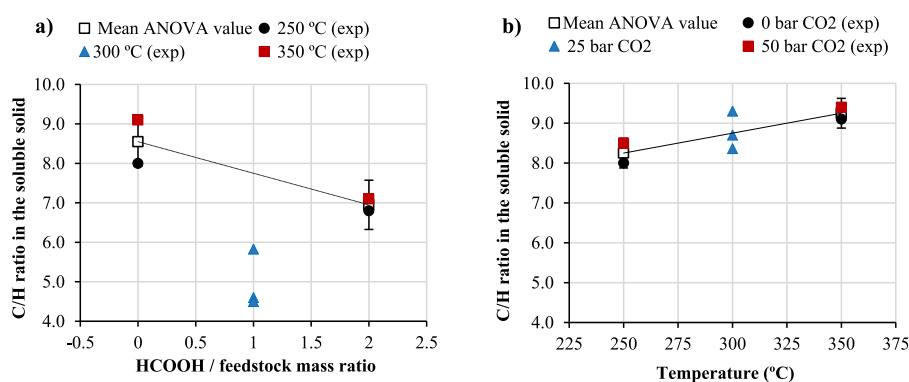 a)
Mean ANOVA value
250 ºC (exp)
300 ºC (exp)
350 ºC (exp)
C/H ratio in the soluble solid
10.0
9.0
8.0
7.0
6.0
5.0
4.0
-0.5
0
0.5
1
1.5
2
2.5
HCOOH / feedstock mass ratio
b)
Mean ANOVA value
0 bar CO2 (exp)
25 bar CO2
50 bar CO2 (exp)
C/H ratio in the soluble solid
10.0
9.0
8.0
7.0
6.0
5.0
4.0
225
250
275
300
325
350
375
Temperature (ºC)